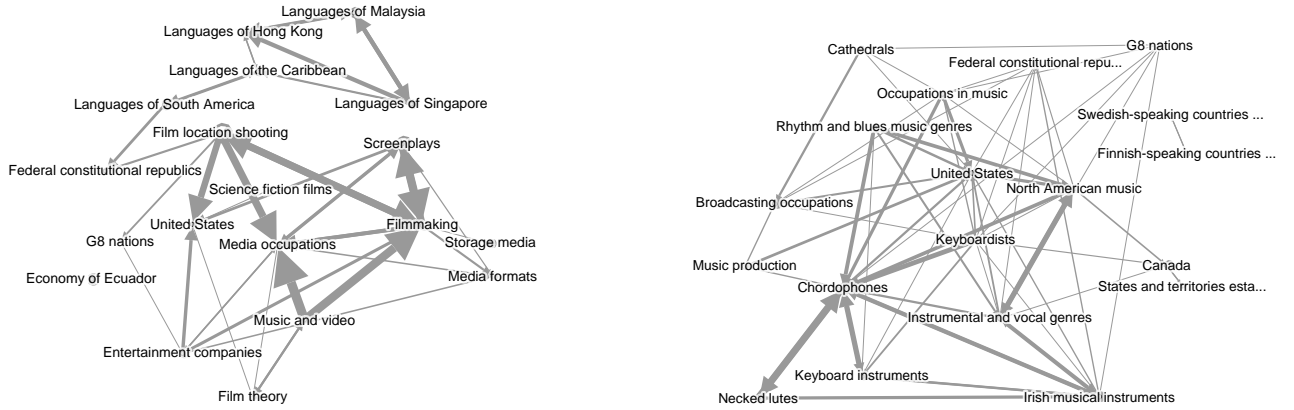 Languages of Malaysia
Languages of Hong Kong
Languages of the Caribbean
Languages of South America
Languages of Singapore
Film location shooting
Screenplays
Federal constitutional republics
Science fiction films
United States
Filmmaking
G8 nations
Media occupations
Storage media
Economy of Ecuador
Media formats
Music and video
Entertainment companies
Film theory
Cathedrals
G8 nations
Federal constitutional repu...
Occupations in music
Swedish-speaking countries ...
Rhythm and blues music genres
Finnish-speaking countries ...
United States
North American music
Broadcasting occupations
Keyboardists
Music production
Canada
Chordophones
States and territories esta...
Instrumental and vocal genres
Keyboard instruments
Necked lutes
Irish musical instruments